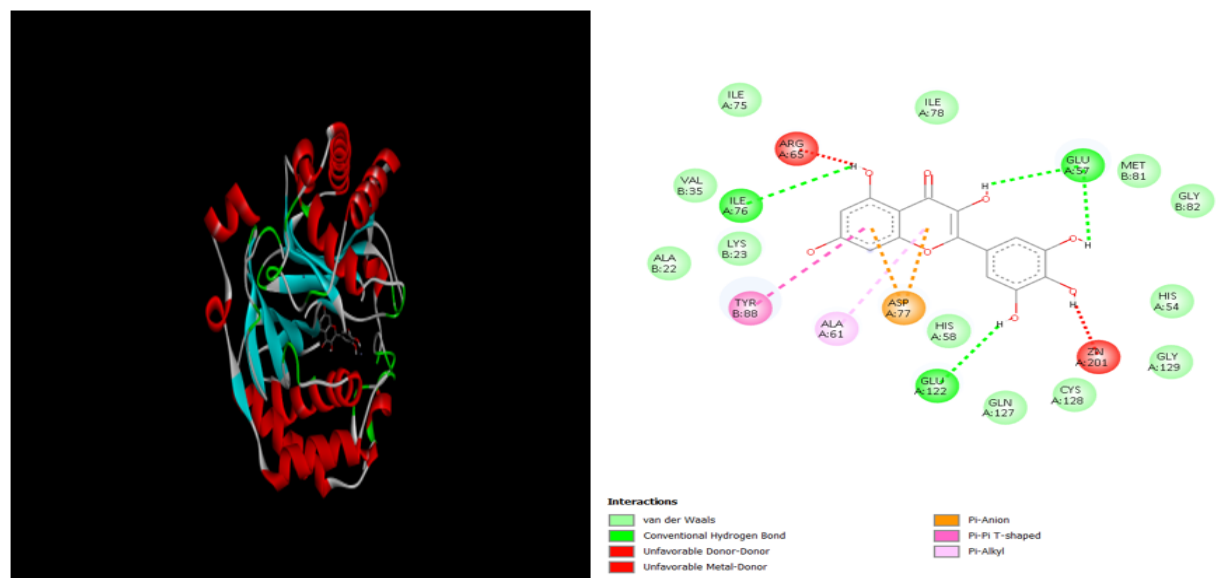 ILE
A:75
ILE
A:78
ARG
A:65
GLU
A:57
MET
B:81
VAL
B:35
ILE
A:76
GLY
B:82
LYS
B:23
ALA
B:22
TYR
B:88
ALA
A:61
ASP
A:77
HIS
A:58
HIS
A:54
ZN
A:201
GLY
A:129
GLU
A:122
GLN
A:127
CYS
A:128
H
O
O
H
O
O
O
O
H
O
H
O
H
Interactions
van der Waals
Conventional Hydrogen Bond
Unfavorable Donor-Donor
Unfavorable Metal-Donor
Pi-Anion
Pi-Pi T-shaped
Pi-Alkyl